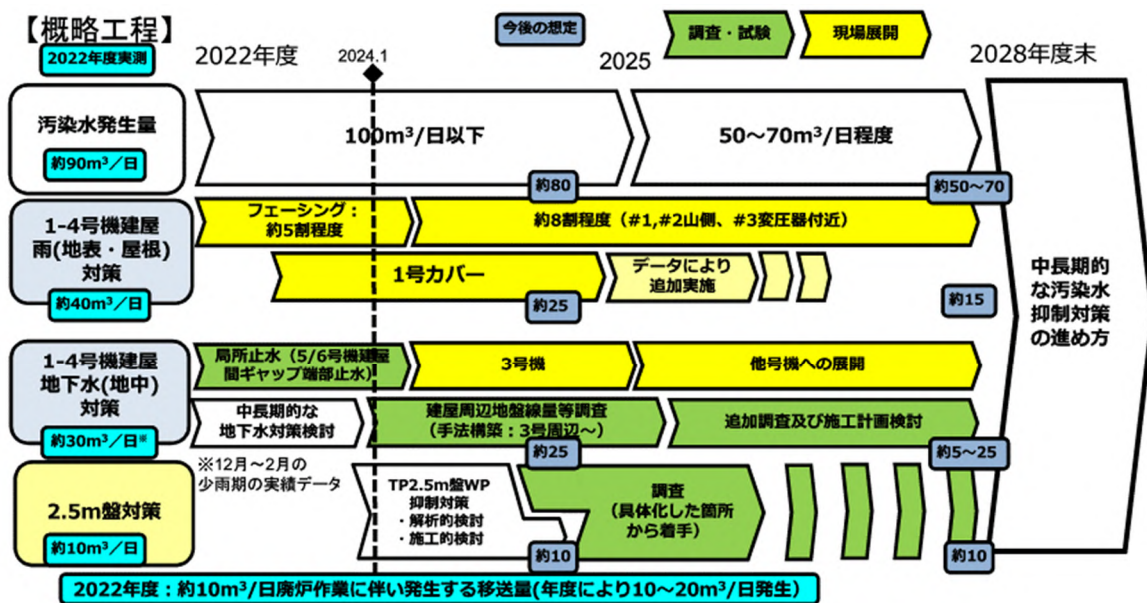 【概略工程】
2022年度実測
2022年度
2024.1
今後の想定
2025
調査・試験
現場展開
2028年度末
汚染水発生量
約90m³／日
100m³/日以下
約80
50～70m³/日程度
約50～70
1-4号機建屋
雨(地表・屋根)
対策
約40m³／日
フェーシング：
約5割程度
約8割程度（#1,#2山側、#3変圧器付近）
1号カバー
約25
データにより
追加実施
約15
1-4号機建屋
地下水(地中)
対策
約30m³／日※
局所止水（5/6号機建屋
間ギャップ端部止水）
3号機
他号機への展開
中長期的な
地下水対策検討
建屋周辺地盤線量等調査
（手法構築：3号周辺～）
約25
追加調査及び施工計画検討
約5～25
※12月～2月の
少雨期の実績データ
2.5m盤対策
約10m³／日
TP2.5m盤WP
抑制対策
・解析的検討
・施工的検討
約10
調査
（具体化した箇所
から着手）
約10
中長期的
な汚染水
抑制対策
の進め方
2022年度：約10m³/日廃炉作業に伴い発生する移送量(年度により10～20m³/日発生）